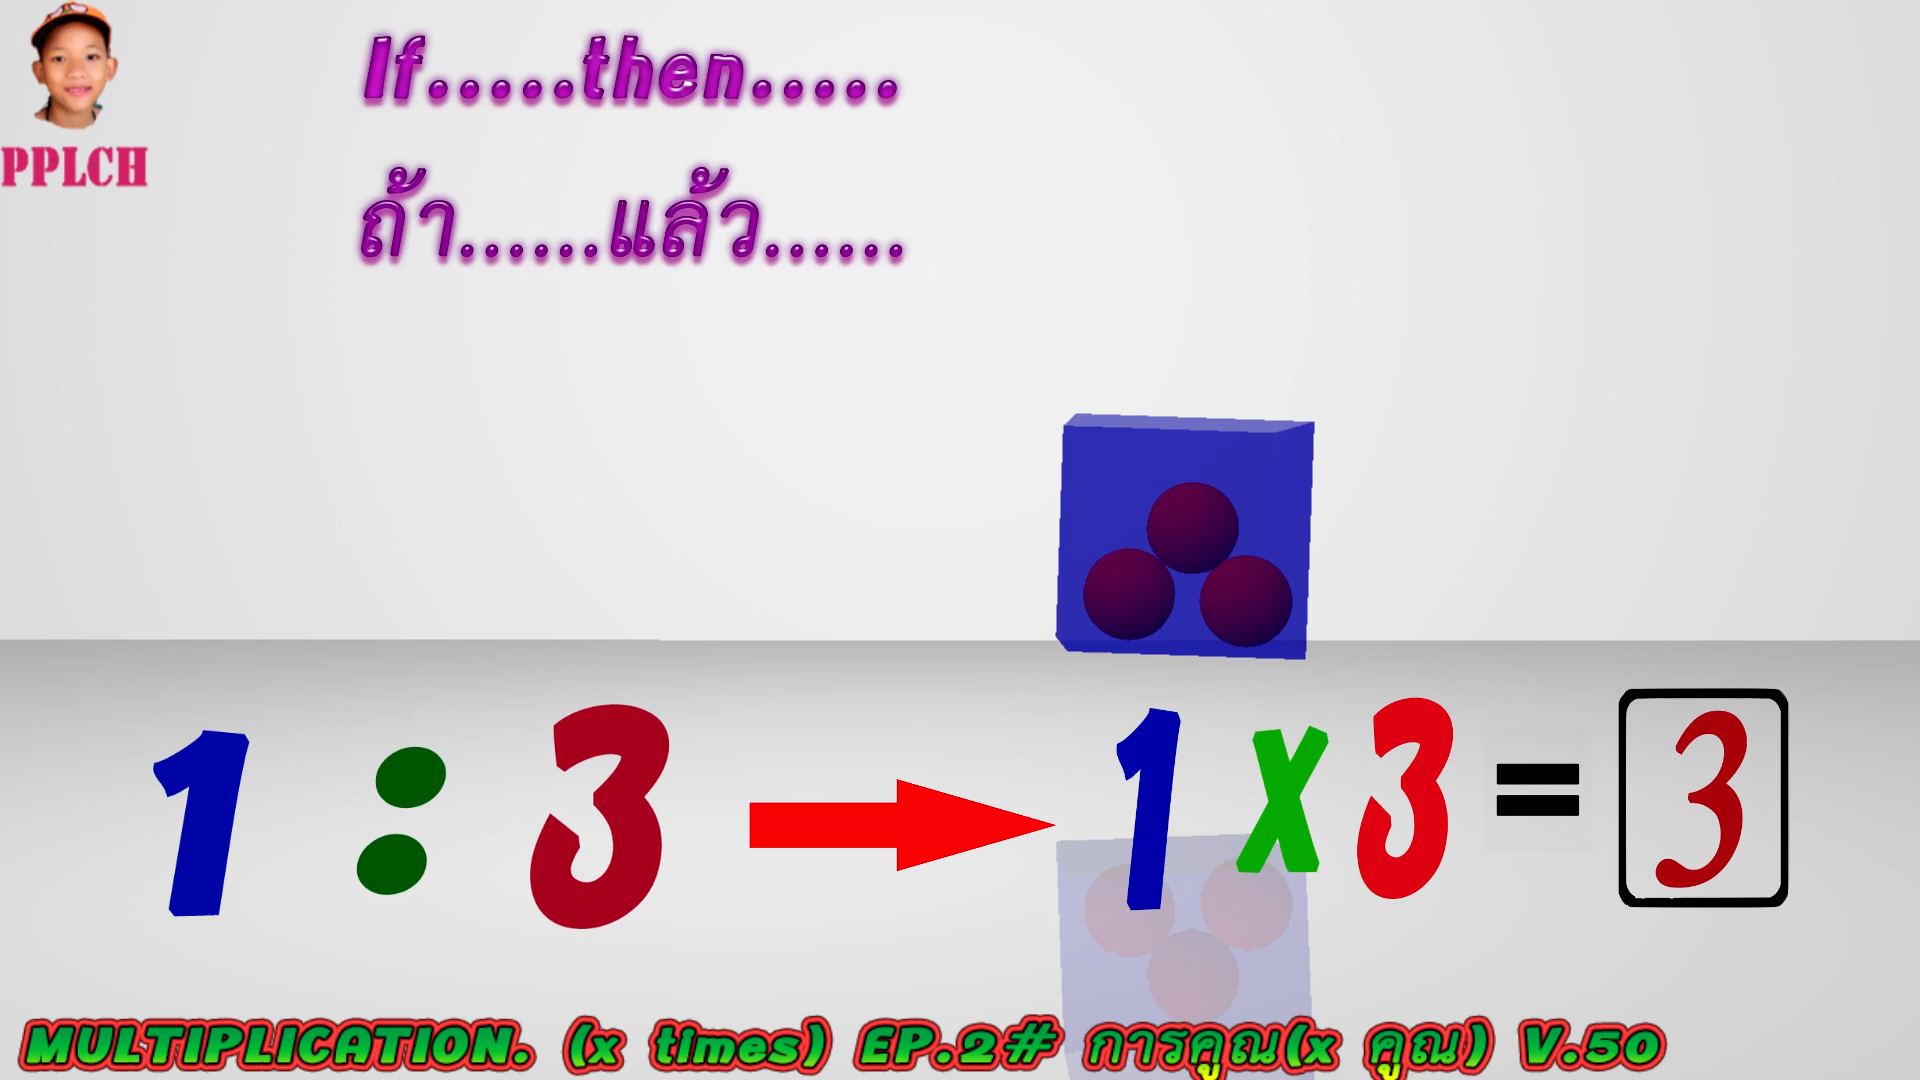 PPLCH
If.....then.....
ถ้า......แล้ว......
1 : 3 1 x 3 = 3
MULTIPLICATION. (x times) EP.2# การคูณ(x คูณ) V.50